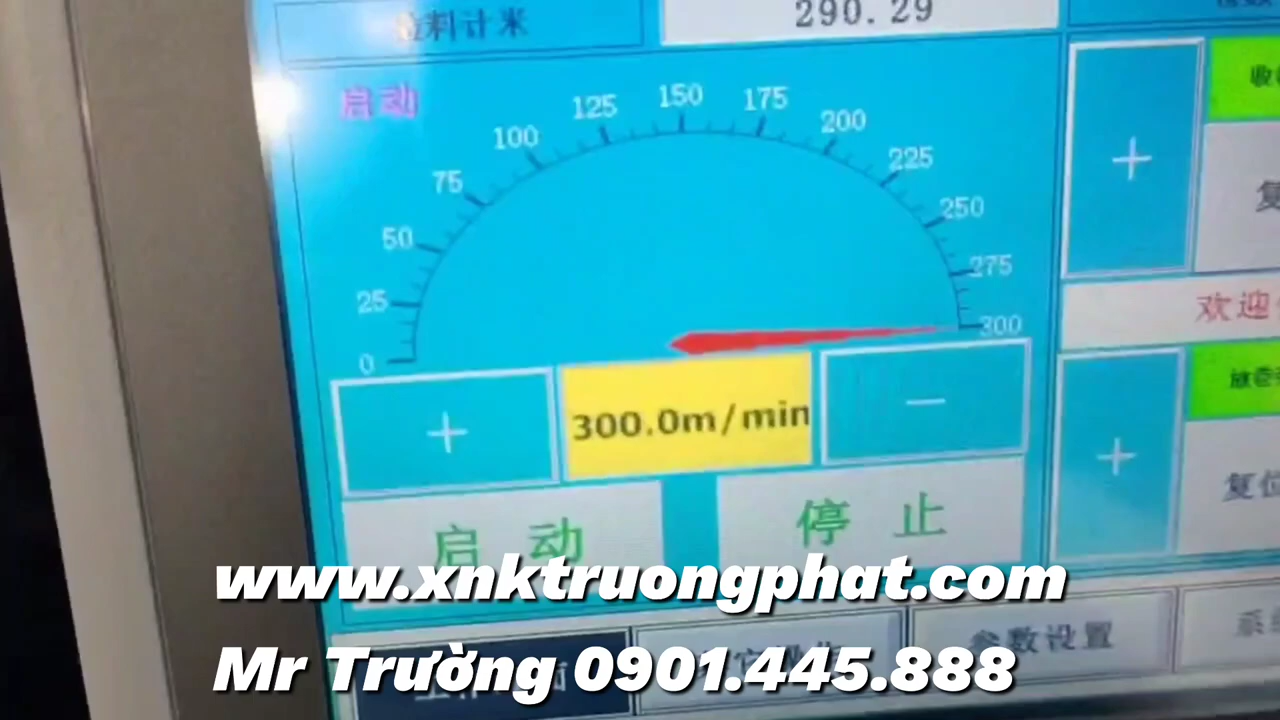 290.29
料计米
启动
0
25
50
75
100
125
150
175
200
225
250
275
300
+
300.0m/min
−
启 动
停 止
+
收
复
欢迎
+
复位
参数设置
www.xnktruongphat.com
Mr Trường 0901.445.888